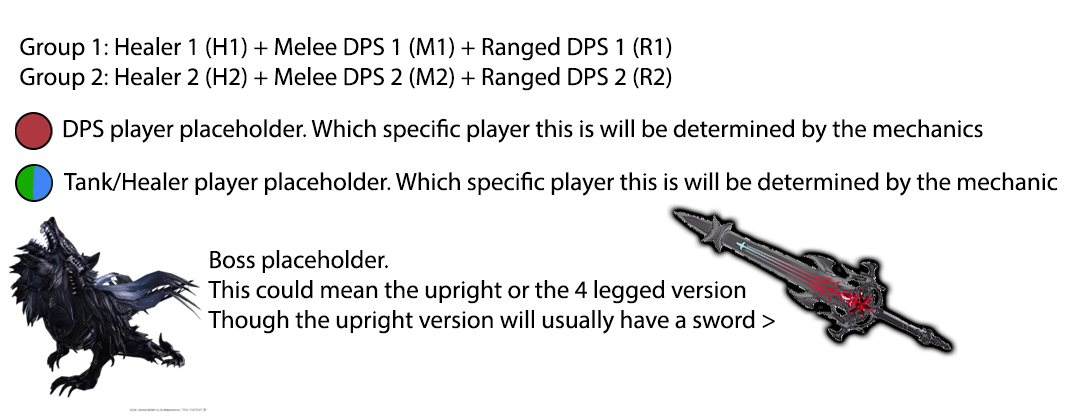 Group 1: Healer 1 (H1) + Melee DPS 1 (M1) + Ranged DPS 1 (R1)
Group 2: Healer 2 (H2) + Melee DPS 2 (M2) + Ranged DPS 2 (R2)
DPS player placeholder. Which specific player this is will be determined by the mechanics
Tank/Healer player placeholder. Which specific player this is will be determined by the mechanic
Boss placeholder.
This could mean the upright or the 4 legged version
Though the upright version will usually have a sword >